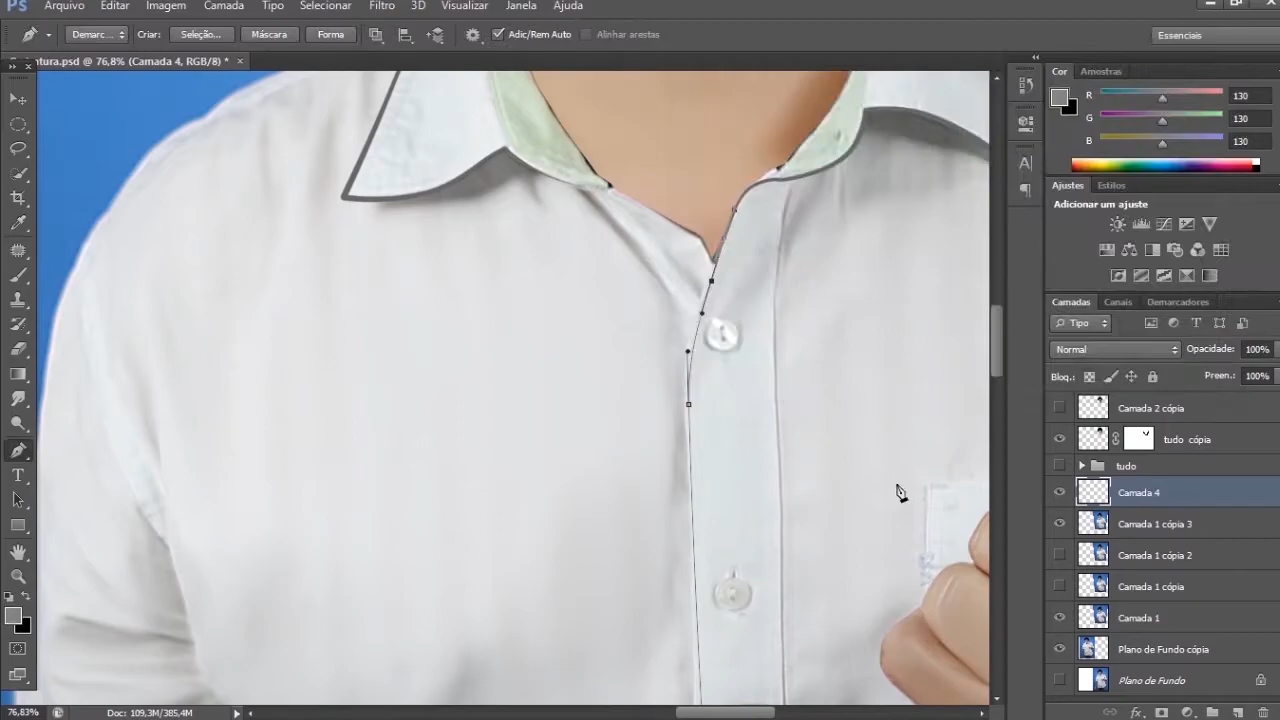 Ps Arquivo Editar Imagem Camada Tipo Selecionar Filtro 3D Visualizar Janela Ajuda
Demarc... Criar: Seleção... Máscara Forma Adic/Rem Auto Alinhar arestas Essenciais
ntura.psd @ 76,8% (Camada 4, RGB/8) * ×
Cor Amostras
R 130
G 130
B 130
Ajustes Estilos
Adicionar um ajuste
Camadas Canais Demarcadores
Tipo
Normal Opacidade: 100%
Bloq.: Preen.: 100%
Camada 2 cópia
tudo cópia
tudo
Camada 4
Camada 1 cópia 3
Camada 1 cópia 2
Camada 1 cópia
Camada 1
Plano de Fundo cópia
Plano de Fundo
76,83% Doc: 109,3M/385,4M